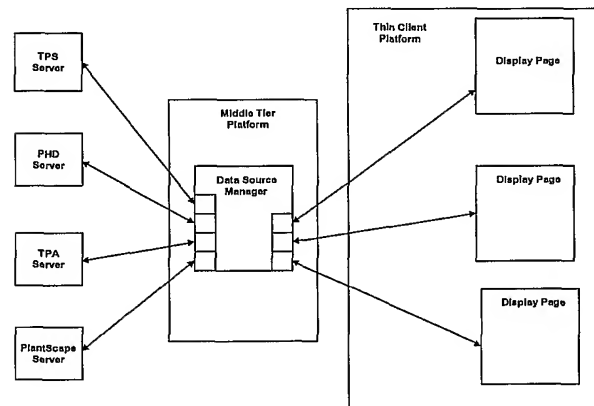 TPS
Server
PHD
Server
TPA
Server
PlantScape
Server
Middle Tier
Platform
Data Source
Manager
Thin Client
Platform
Display Page
Display Page
Display Page